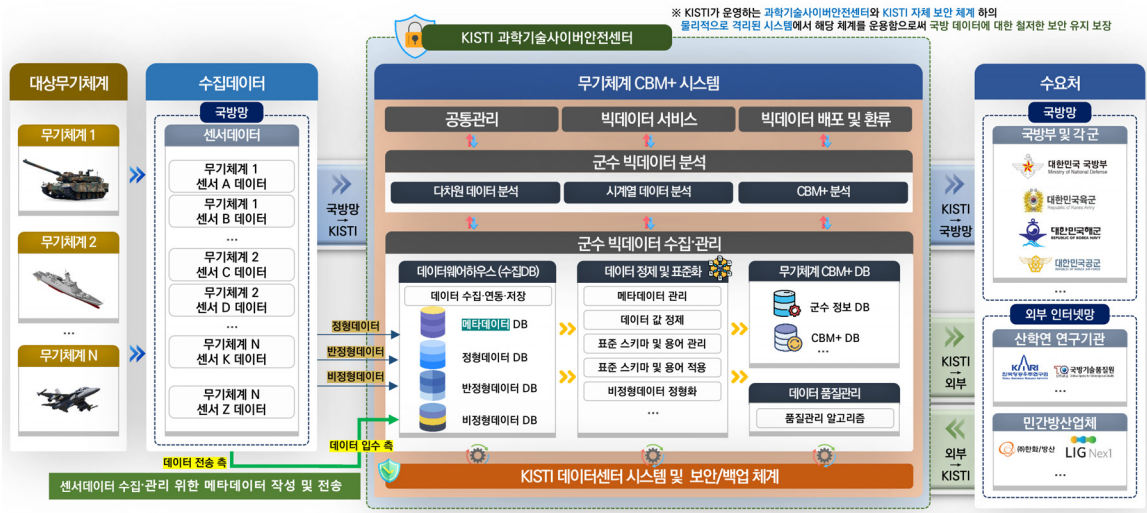 ※ KISTI가 운영하는 과학기술사이버안전센터와 KISTI 자체 보안 체계 하의
물리적으로 격리된 시스템에서 해당 체계를 운용함으로써 국방 데이터에 대한 철저한 보안 유지 보장
KISTI 과학기술사이버안전센터
대상무기체계
무기체계 1
무기체계 2
...
무기체계 N
수집데이터
국방망
센서데이터
무기체계 1
센서 A 데이터
무기체계 1
센서 B 데이터
...
무기체계 2
센서 C 데이터
무기체계 2
센서 D 데이터
...
무기체계 N
센서 K 데이터
무기체계 N
센서 Z 데이터
국방망
→
KISTI
정형데이터
반정형데이터
비정형데이터
데이터 입수 측
데이터 전송 측
센서데이터 수집·관리 위한 메타데이터 작성 및 전송
무기체계 CBM+ 시스템
공통관리
빅데이터 서비스
빅데이터 배포 및 환류
군수 빅데이터 분석
다차원 데이터 분석
시계열 데이터 분석
CBM+ 분석
군수 빅데이터 수집·관리
데이터웨어하우스 (수집DB)
데이터 수집·연동·저장
메타데이터 DB
정형데이터 DB
반정형데이터 DB
비정형데이터 DB
데이터 정제 및 표준화
메타데이터 관리
데이터 값 정제
표준 스키마 및 용어 관리
표준 스키마 및 용어 적용
비정형데이터 정형화
...
무기체계 CBM+ DB
군수 정보 DB
CBM+ DB
...
데이터 품질관리
품질관리 알고리즘
KISTI 데이터센터 시스템 및 보안/백업 체계
KISTI
→
국방망
KISTI
→
외부
외부
→
KISTI
수요처
국방망
국방부 및 각 군
대한민국 국방부
Ministry of National Defense
대한민국육군
Republic of Korea Army
대한민국해군
REPUBLIC OF KOREA NAVY
대한민국공군
REPUBLIC OF KOREA AIR FORCE
...
외부 인터넷망
산학연 연구기관
KARI
한국항공우주연구원
국방기술품질원
...
민간방산업체
㈜한화/방산
LIG Nex1
...